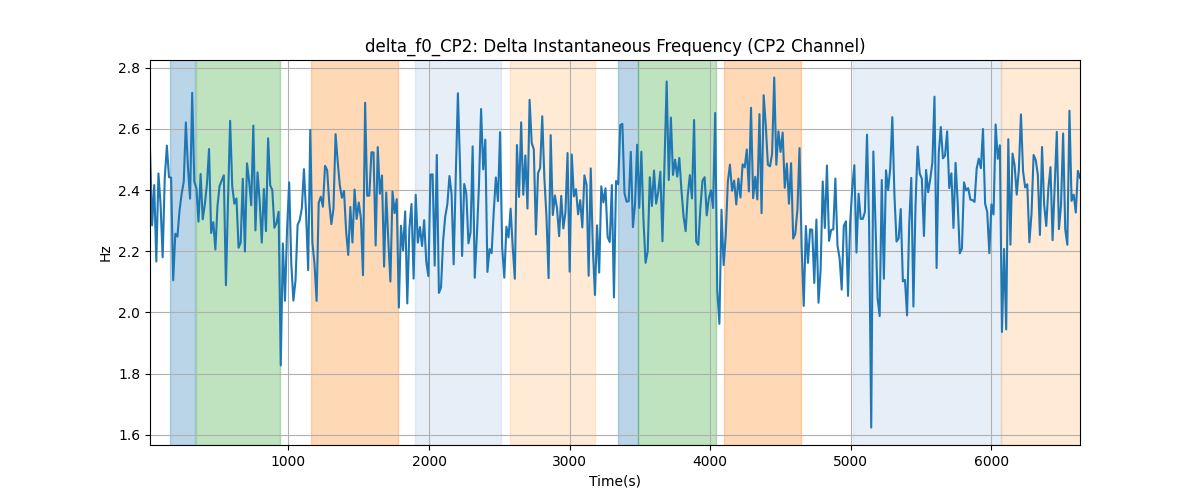 delta_f0_CP2: Delta Instantaneous Frequency (CP2 Channel)
2.8
2.6
2.4
2.2
2.0
1.8
1.6
Hz
1000 2000 3000 4000 5000 6000
Time(s)